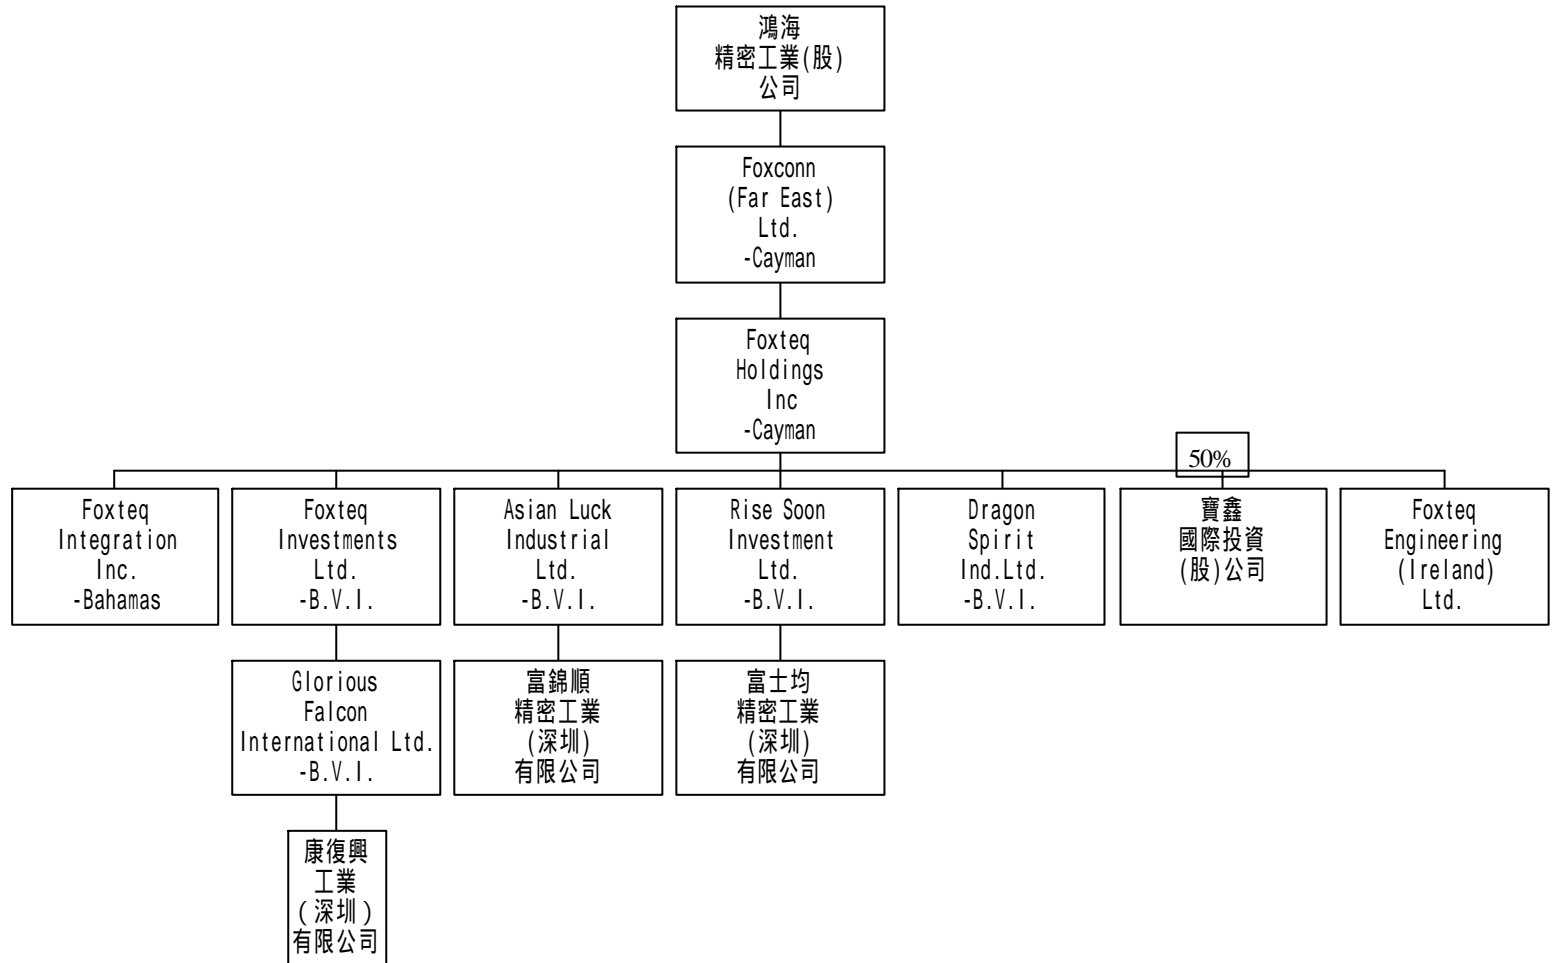 鴻海
精密工業(股)
公司
Foxconn
(Far East)
Ltd.
-Cayman
Foxteq
Holdings
Inc
-Cayman
50%
Foxteq
Integration
Inc.
-Bahamas
Foxteq
Investments
Ltd.
-B.V.I.
Asian Luck
Industrial
Ltd.
-B.V.I.
Rise Soon
Investment
Ltd.
-B.V.I.
Dragon
Spirit
Ind.Ltd.
-B.V.I.
寶鑫
國際投資
(股)公司
Foxteq
Engineering
(Ireland)
Ltd.
Glorious
Falcon
International Ltd.
-B.V.I.
富錦順
精密工業
(深圳)
有限公司
富士均
精密工業
(深圳)
有限公司
康復興
工業
(深圳)
有限公司